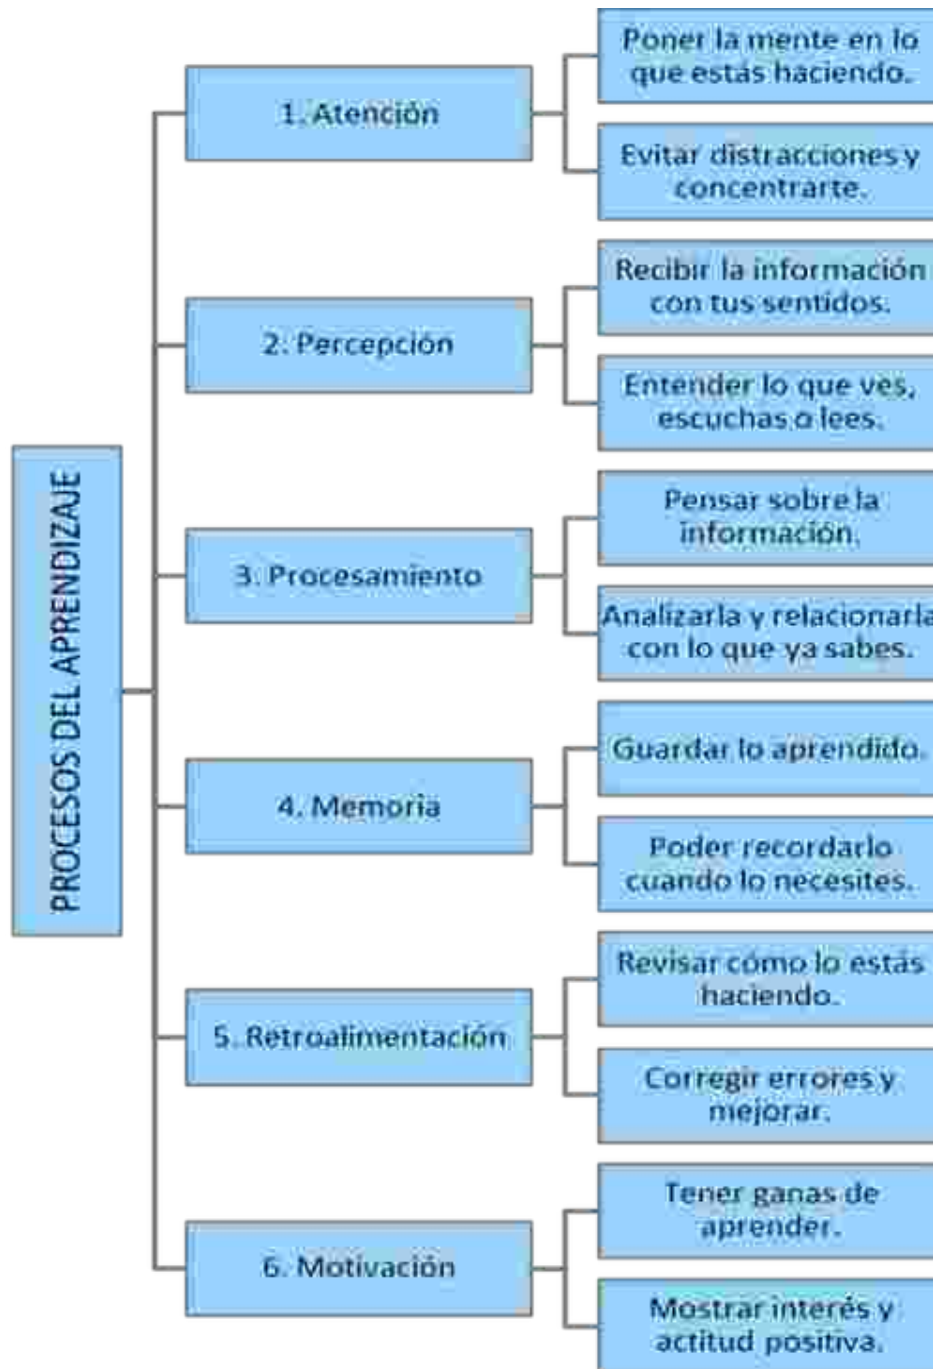 PROCESOS DEL APRENDIZAJE
1. Atención
Poner la mente en lo
que estás haciendo.
Evitar distracciones y
concentrarte.
2. Percepción
Recibir la información
con tus sentidos.
Entender lo que ves,
escuchas o lees.
3. Procesamiento
Pensar sobre la
información.
Analizarla y relacionarla
con lo que ya sabes.
4. Memoria
Guardar lo aprendido.
Poder recordarlo
cuando lo necesites.
5. Retroalimentación
Revisar cómo lo estás
haciendo.
Corregir errores y
mejorar.
6. Motivación
Tener ganas de
aprender.
Mostrar interés y
actitud positiva.